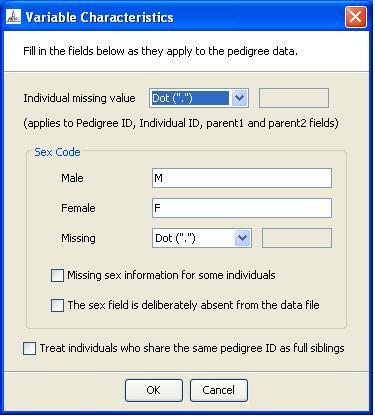 Variable Characteristics
Fill in the fields below as they apply to the pedigree data.
Individual missing value Dot (".")
(applies to Pedigree ID, Individual ID, parent1 and parent2 fields)
Sex Code
Male M
Female F
Missing Dot (".")
Missing sex information for some individuals
The sex field is deliberately absent from the data file
Treat individuals who share the same pedigree ID as full siblings
OK Cancel